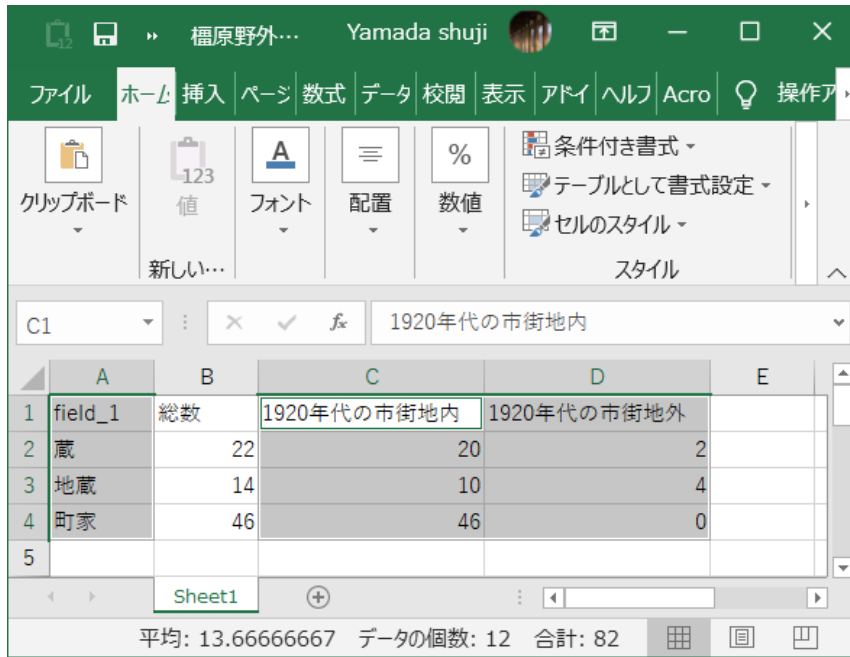 橿原野外… Yamada shuji
ファイル ホーム 挿入 ページ 数式 データ 校閲 表示 アドイ ヘルフ Acro 操作ア
クリップボード
123
値
新しい…
フォント
配置
%
数値
条件付き書式
テーブルとして書式設定
セルのスタイル
スタイル
C1 fx 1920年代の市街地内
A B C D E
1 field_1 総数 1920年代の市街地内 1920年代の市街地外
2 蔵 22 20 2
3 地蔵 14 10 4
4 町家 46 46 0
5
Sheet1
平均: 13.66666667 データの個数: 12 合計: 82